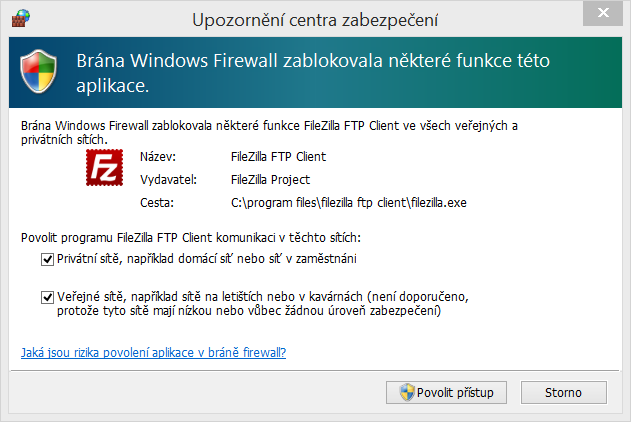 Upozornění centra zabezpečení
Brána Windows Firewall zablokovala některé funkce této
aplikace.
Brána Windows Firewall zablokovala některé funkce FileZilla FTP Client ve všech veřejných a
privátních sítích.
Fz
Název: FileZilla FTP Client
Vydavatel: FileZilla Project
Cesta: C:\program files\filezilla ftp client\filezilla.exe
Povolit programu FileZilla FTP Client komunikaci v těchto sítích:
Privátní sítě, například domácí síť nebo síť v zaměstnání
Veřejné sítě, například sítě na letištích nebo v kavárnách (není doporučeno,
protože tyto sítě mají nízkou nebo vůbec žádnou úroveň zabezpečení)
Jaká jsou rizika povolení aplikace v bráně firewall?
Povolit přístup Storno